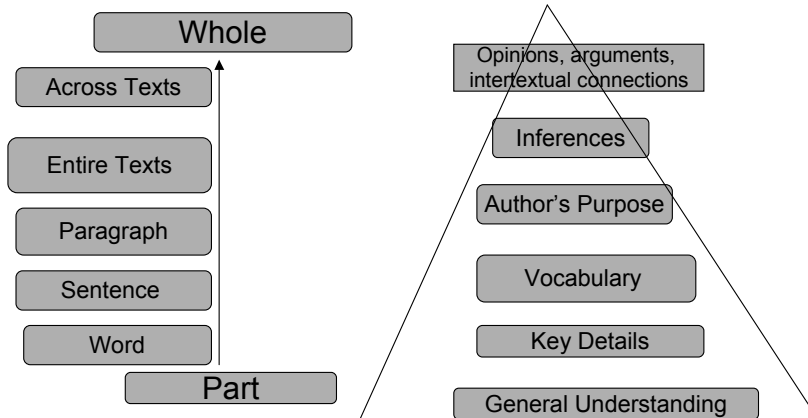 Whole
Across Texts
Entire Texts
Paragraph
Sentence
Word
Part
Opinions, arguments,
intertextual connections
Inferences
Author's Purpose
Vocabulary
Key Details
General Understanding